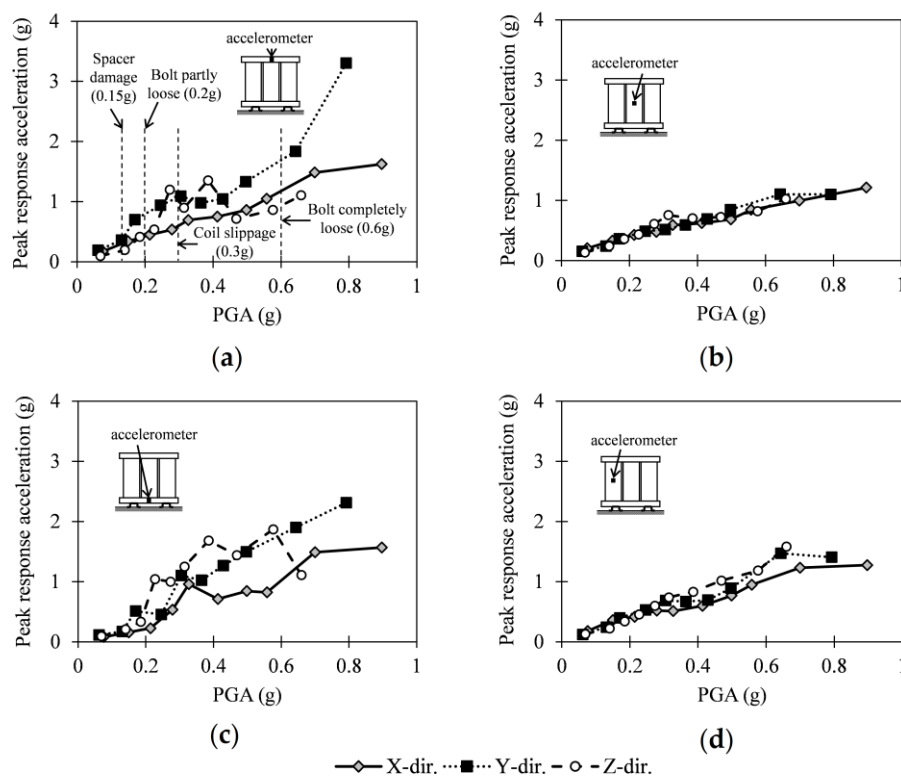 Peak response acceleration (g)
4
3
2
1
0
accelerometer
Spacer
damage
(0.15g)
Bolt partly
loose (0.2g)
Coil slippage
(0.3g)
Bolt completely
loose (0.6g)
0 0.2 0.4 0.6 0.8 1
PGA (g)
(a)
Peak response acceleration (g)
4
3
2
1
0
accelerometer
0 0.2 0.4 0.6 0.8 1
PGA (g)
(b)
Peak response acceleration (g)
4
3
2
1
0
accelerometer
0 0.2 0.4 0.6 0.8 1
PGA (g)
(c)
Peak response acceleration (g)
4
3
2
1
0
accelerometer
0 0.2 0.4 0.6 0.8 1
PGA (g)
(d)
X-dir. Y-dir. Z-dir.